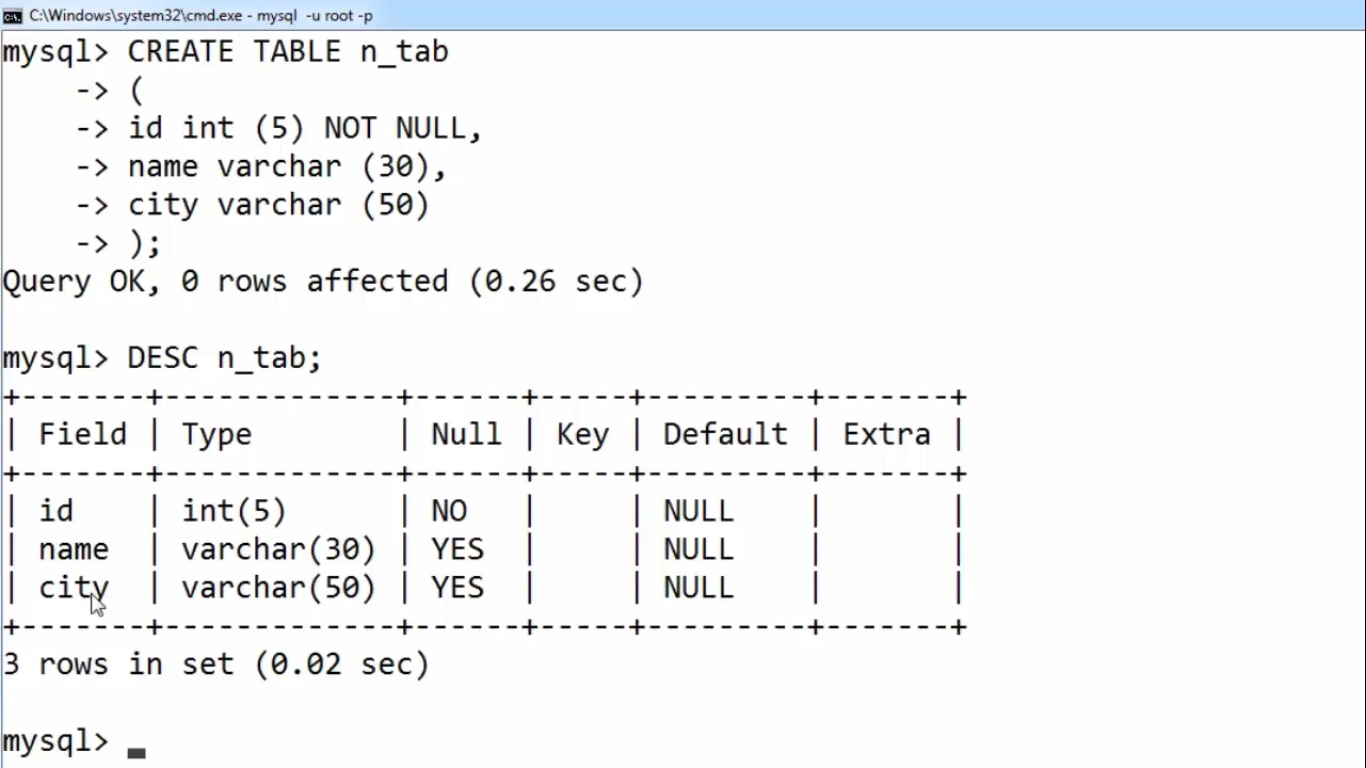 C:\Windows\system32\cmd.exe - mysql  -u root -p
mysql> CREATE TABLE n_tab
    -> (
    -> id int (5) NOT NULL,
    -> name varchar (30),
    -> city varchar (50)
    -> );
Query OK, 0 rows affected (0.26 sec)
mysql> DESC n_tab;
+-------+-------------+------+-----+---------+-------+
| Field | Type        | Null | Key | Default | Extra |
+-------+-------------+------+-----+---------+-------+
| id    | int(5)      | NO   |     | NULL    |       |
| name  | varchar(30) | YES  |     | NULL    |       |
| city  | varchar(50) | YES  |     | NULL    |       |
+-------+-------------+------+-----+---------+-------+
3 rows in set (0.02 sec)
mysql>